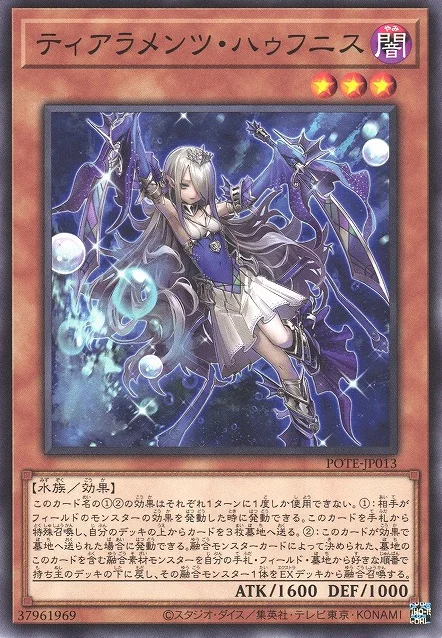 ティアラメンツ・ハゥフニス
闇
POTE-JP013
【水族/効果】
このカード名の①②の効果はそれぞれ1ターンに1度しか使用できない。①:相手が
フィールドのモンスターの効果を発動した時に発動できる。このカードを手札から
特殊召喚し、自分のデッキの上からカードを3枚墓地へ送る。②:このカードが効果で
墓地へ送られた場合に発動できる。融合モンスターカードによって決められた、墓地の
このカードを含む融合素材モンスターを自分の手札・フィールド・墓地から好きな順番で
持ち主のデッキの下に戻し、その融合モンスター1体をEXデッキから融合召喚する。
ATK/1600 DEF/1000
37961969 ©スタジオ・ダイス/集英社・テレビ東京・KONAMI